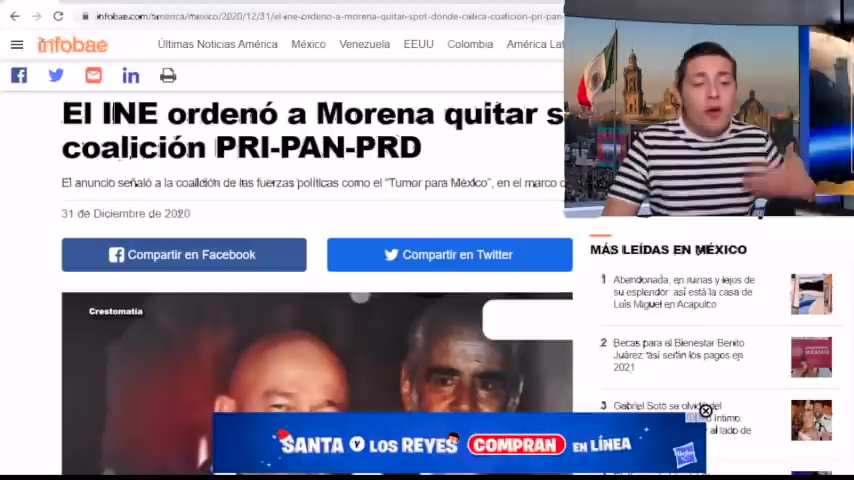 infobae.com/america/mexico/2020/12/31/el-ine-ordeno-a-morena-quitar-spot-donde-critica-coalicion-pri-pan-
infobae
Últimas Noticias América México Venezuela EEUU Colombia América Lat
El INE ordenó a Morena quitar s
coalición PRI-PAN-PRD
El anuncio señaló a la coalición de las fuerzas políticas como el "Tumor para México", en el marco d
31 de Diciembre de 2020
Compartir en Facebook
Compartir en Twitter
Crestomatía
MÁS LEÍDAS EN MÉXICO
1 Abandonada, en ruinas y lejos de
su esplendor: así está la casa de
Luis Miguel en Acapulco
2 Becas para el Bienestar Benito
Juárez: así serán los pagos en
2021
3 Gabriel Soto se olvidó del
íntimo:
al lado de
SANTA Y LOS REYES COMPRAN EN LÍNEA
Hasbro